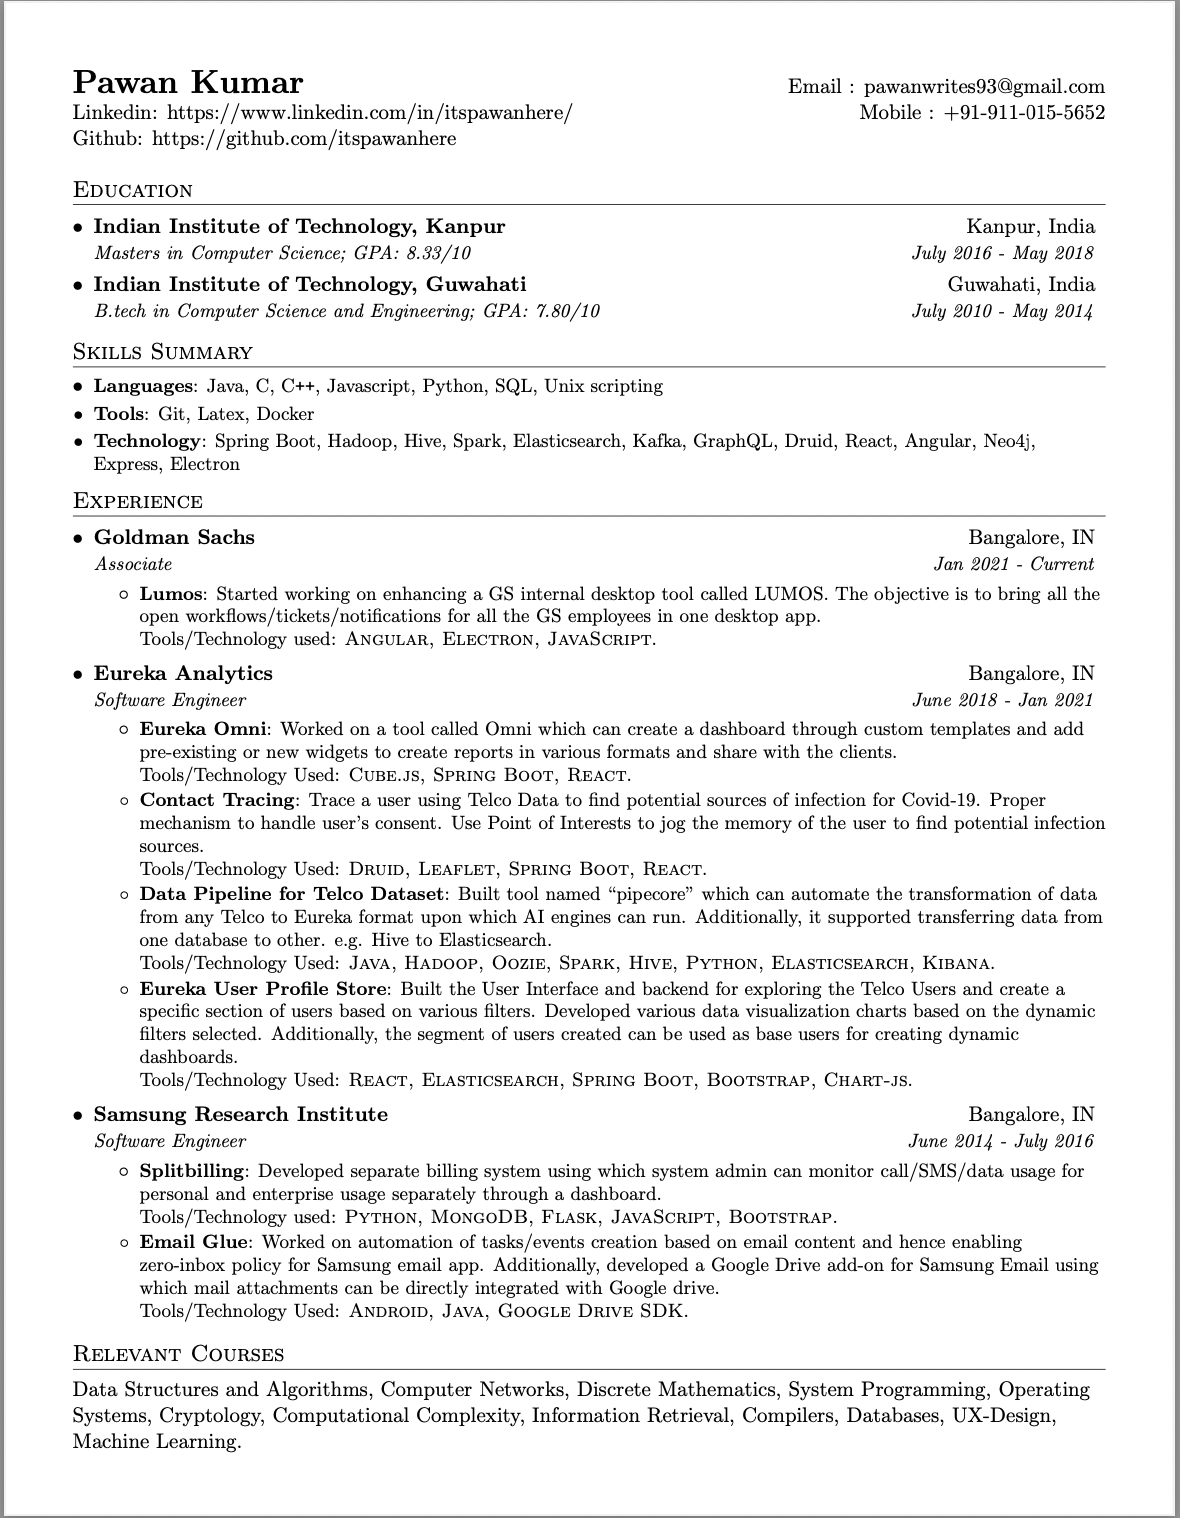 Pawan Kumar
Email : pawanwrites93@gmail.com
Linkedin: https://www.linkedin.com/in/itspawanhere/
Mobile : +91-911-015-5652
Github: https://github.com/itspawanhere
Education
• Indian Institute of Technology, Kanpur Kanpur, India
Masters in Computer Science; GPA: 8.33/10 July 2016 - May 2018
• Indian Institute of Technology, Guwahati Guwahati, India
B.tech in Computer Science and Engineering; GPA: 7.80/10 July 2010 - May 2014
Skills Summary
• Languages: Java, C, C++, Javascript, Python, SQL, Unix scripting
• Tools: Git, Latex, Docker
• Technology: Spring Boot, Hadoop, Hive, Spark, Elasticsearch, Kafka, GraphQL, Druid, React, Angular, Neo4j,
Express, Electron
Experience
• Goldman Sachs Bangalore, IN
Associate Jan 2021 - Current
◦ Lumos: Started working on enhancing a GS internal desktop tool called LUMOS. The objective is to bring all the
open workflows/tickets/notifications for all the GS employees in one desktop app.
Tools/Technology used: Angular, Electron, JavaScript.
• Eureka Analytics Bangalore, IN
Software Engineer June 2018 - Jan 2021
◦ Eureka Omni: Worked on a tool called Omni which can create a dashboard through custom templates and add
pre-existing or new widgets to create reports in various formats and share with the clients.
Tools/Technology Used: Cube.js, Spring Boot, React.
◦ Contact Tracing: Trace a user using Telco Data to find potential sources of infection for Covid-19. Proper
mechanism to handle user's consent. Use Point of Interests to jog the memory of the user to find potential infection
sources.
Tools/Technology Used: Druid, Leaflet, Spring Boot, React.
◦ Data Pipeline for Telco Dataset: Built tool named “pipecore” which can automate the transformation of data
from any Telco to Eureka format upon which AI engines can run. Additionally, it supported transferring data from
one database to other. e.g. Hive to Elasticsearch.
Tools/Technology Used: Java, Hadoop, Oozie, Spark, Hive, Python, Elasticsearch, Kibana.
◦ Eureka User Profile Store: Built the User Interface and backend for exploring the Telco Users and create a
specific section of users based on various filters. Developed various data visualization charts based on the dynamic
filters selected. Additionally, the segment of users created can be used as base users for creating dynamic
dashboards.
Tools/Technology Used: React, Elasticsearch, Spring Boot, Bootstrap, Chart-js.
• Samsung Research Institute Bangalore, IN
Software Engineer June 2014 - July 2016
◦ Splitbilling: Developed separate billing system using which system admin can monitor call/SMS/data usage for
personal and enterprise usage separately through a dashboard.
Tools/Technology used: Python, MongoDB, Flask, JavaScript, Bootstrap.
◦ Email Glue: Worked on automation of tasks/events creation based on email content and hence enabling
zero-inbox policy for Samsung email app. Additionally, developed a Google Drive add-on for Samsung Email using
which mail attachments can be directly integrated with Google drive.
Tools/Technology Used: Android, Java, Google Drive SDK.
Relevant Courses
Data Structures and Algorithms, Computer Networks, Discrete Mathematics, System Programming, Operating
Systems, Cryptology, Computational Complexity, Information Retrieval, Compilers, Databases, UX-Design,
Machine Learning.